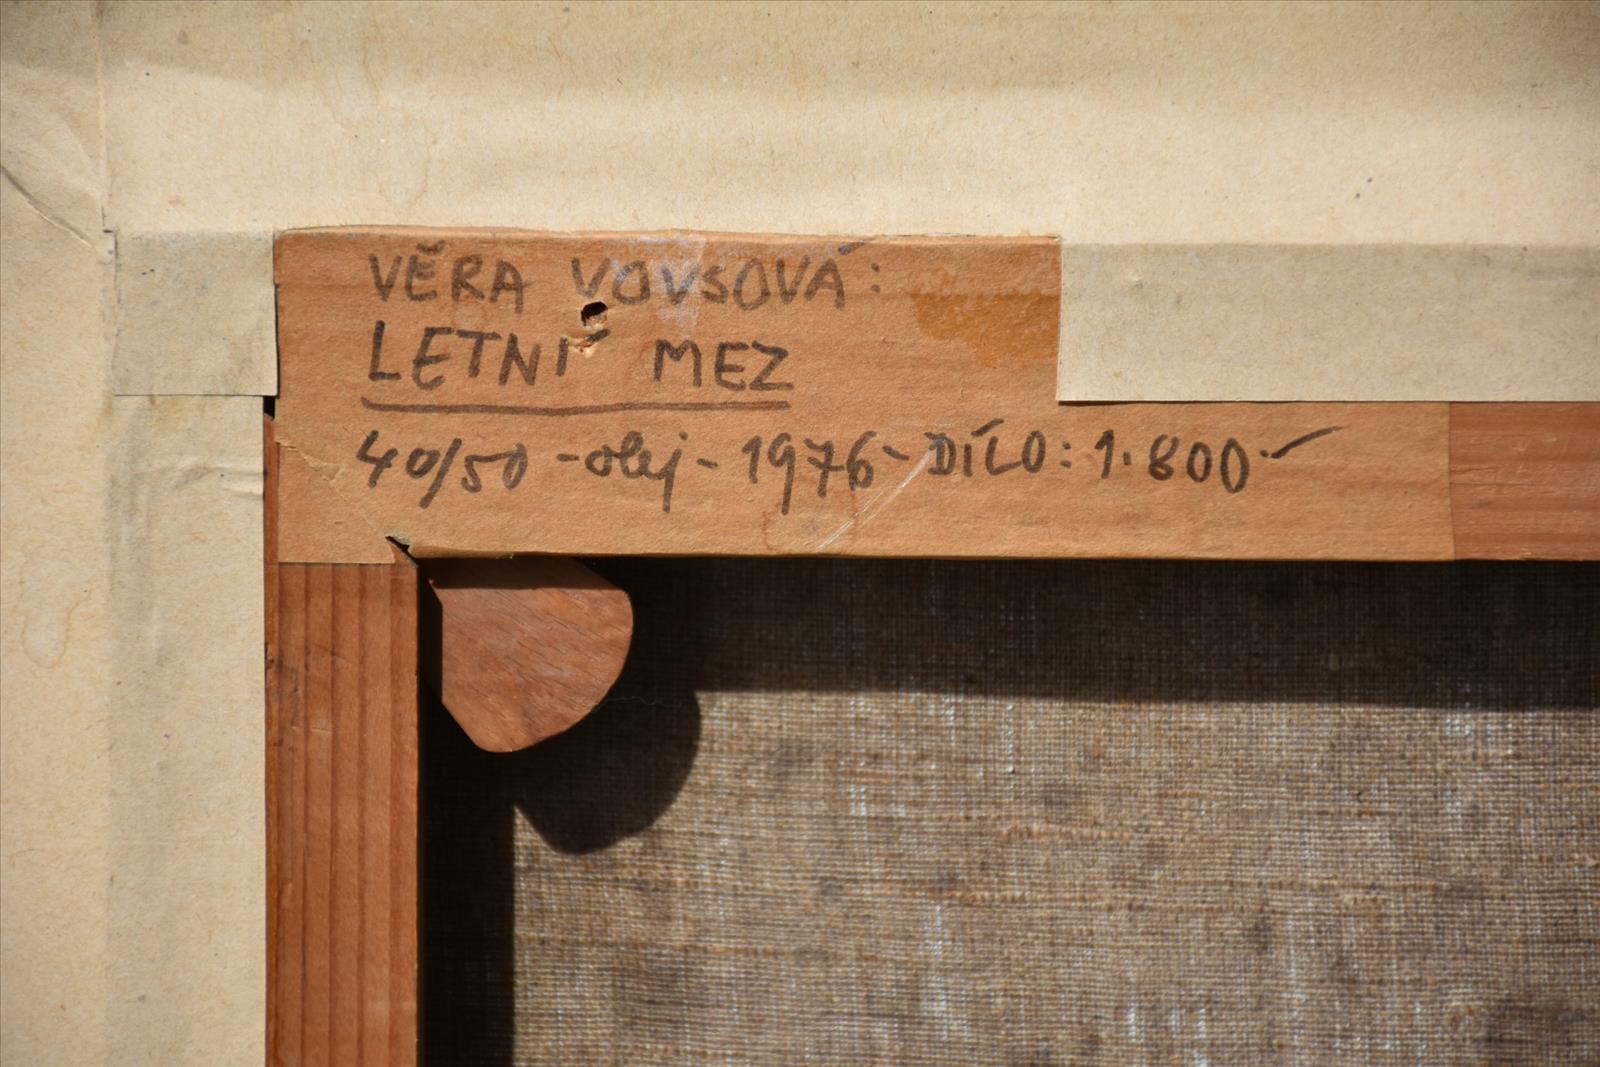 VĚRA VOVSOVÁ:
LETNÍ MEZ
40/50 - olej - 1976 - DÍLO: 1.800.-